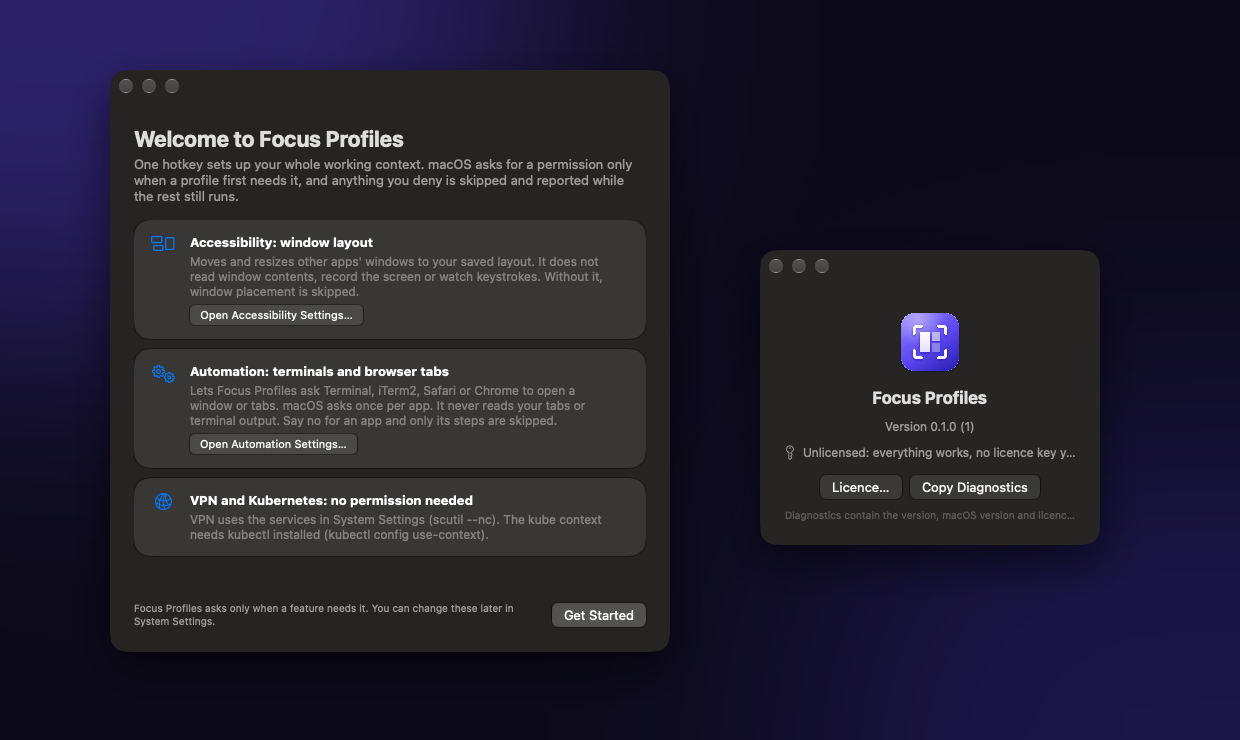 Welcome to Focus Profiles
One hotkey sets up your whole working context. macOS asks for a permission only
when a profile first needs it, and anything you deny is skipped and reported while
the rest still runs.
Accessibility: window layout
Moves and resizes other apps' windows to your saved layout. It does not
read window contents, record the screen or watch keystrokes. Without it,
window placement is skipped.
Open Accessibility Settings...
Automation: terminals and browser tabs
Lets Focus Profiles ask Terminal, iTerm2, Safari or Chrome to open a
window or tabs. macOS asks once per app. It never reads your tabs or
terminal output. Say no for an app and only its steps are skipped.
Open Automation Settings...
VPN and Kubernetes: no permission needed
VPN uses the services in System Settings (scutil --nc). The kube context
needs kubectl installed (kubectl config use-context).
Focus Profiles asks only when a feature needs it. You can change these later in
System Settings.
Get Started
Focus Profiles
Version 0.1.0 (1)
Unlicensed: everything works, no licence key y...
Licence...
Copy Diagnostics
Diagnostics contain the version, macOS version and licenc...